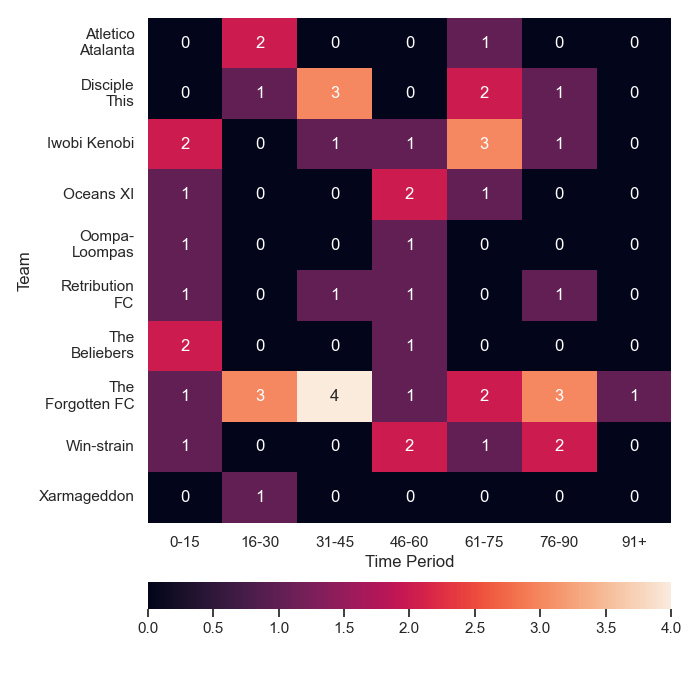 Atletico
Atalanta
0 2 0 0 1 0 0
Disciple
This
0 1 3 0 2 1 0
Iwobi Kenobi
2 0 1 1 3 1 0
Oceans XI
1 0 0 2 1 0 0
Oompa-
Loompas
1 0 0 1 0 0 0
Retribution
FC
1 0 1 1 0 1 0
The
Beliebers
2 0 0 1 0 0 0
The
Forgotten FC
1 3 4 1 2 3 1
Win-strain
1 0 0 2 1 2 0
Xarmageddon
0 1 0 0 0 0 0
Team
0-15 16-30 31-45 46-60 61-75 76-90 91+
Time Period
0.0 0.5 1.0 1.5 2.0 2.5 3.0 3.5 4.0